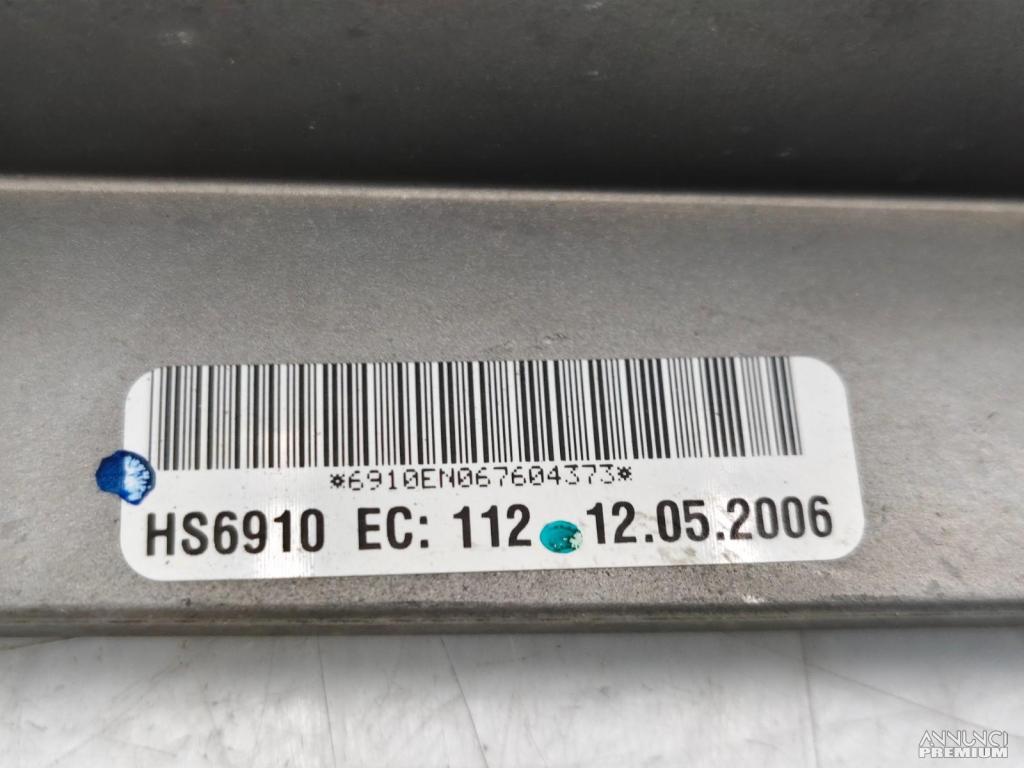 *6910EN067604373*
HS6910 EC: 112 12.05.2006
ANNUNCI
PREMIUM